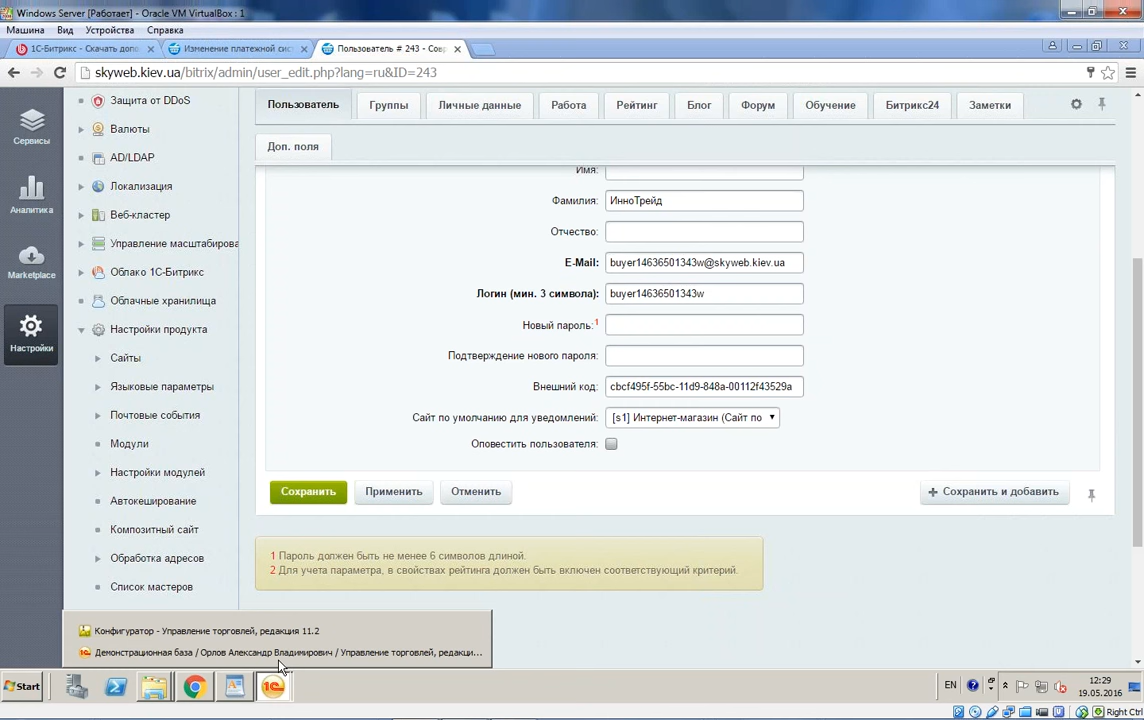 Windows Server [Работает] - Oracle VM VirtualBox : 1
Машина Вид Устройства Справка
1С-Битрикс - Скачать допо
Изменение платежной сис
Пользователь # 243 - Совр
skyweb.kiev.ua/bitrix/admin/user_edit.php?lang=ru&ID=243
Сервисы
Аналитика
Marketplace
Настройки
Защита от DDoS
Валюты
AD/LDAP
Локализация
Веб-кластер
Управление масштабирова
Облако 1С-Битрикс
Облачные хранилища
Настройки продукта
Сайты
Языковые параметры
Почтовые события
Модули
Настройки модулей
Автокеширование
Композитный сайт
Обработка адресов
Список мастеров
Пользователь Группы Личные данные Работа Рейтинг Блог Форум Обучение Битрикс24 Заметки
Доп. поля
Имя:
Фамилия: ИнноТрейд
Отчество:
E-Mail: buyer14636501343w@skyweb.kiev.ua
Логин (мин. 3 символа): buyer14636501343w
Новый пароль:1
Подтверждение нового пароля:
Внешний код: cbcf495f-55bc-11d9-848a-00112f43529a
Сайт по умолчанию для уведомлений: [s1] Интернет-магазин (Сайт по
Оповестить пользователя:
Сохранить Применить Отменить + Сохранить и добавить
1 Пароль должен быть не менее 6 символов длиной.
2 Для учета параметра, в свойствах рейтинга должен быть включен соответствующий критерий.
Конфигуратор - Управление торговлей, редакция 11.2
Демонстрационная база / Орлов Александр Владимирович / Управление торговлей, редакци...
Start
EN
12:29
19.05.2016
Right Ctrl